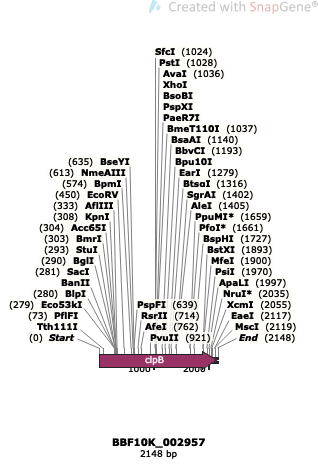 Created with SnapGene®
SfcI (1024)
PstI (1028)
AvaI (1036)
XhoI
BsoBI
PspXI
PaeR7I
BmeT110I (1037)
BsaAI (1140)
BbvCI (1193)
Bpu10I
EarI (1279)
BtsαI (1316)
SgrAI (1402)
AleI (1405)
PpuMI* (1659)
PfoI* (1661)
BspHI (1727)
BstXI (1893)
MfeI (1900)
PsiI (1970)
ApaLI (1997)
NruI* (2035)
XcmI (2055)
EaeI (2117)
MscI (2119)
End (2148)
(635) BseYI
(613) NmeAIII
(574) BpmI
(450) EcoRV
(333) AflIII
(308) KpnI
(304) Acc65I
(303) BmrI
(293) StuI
(290) BglI
(281) SacI
BanII
(280) BlpI
(279) Eco53kI
(73) PflFI
Tth111I
(0) Start
PspFI (639)
RsrII (714)
AfeI (762)
PvuII (921)
clpB
1000
2000
BBF10K_002957
2148 bp